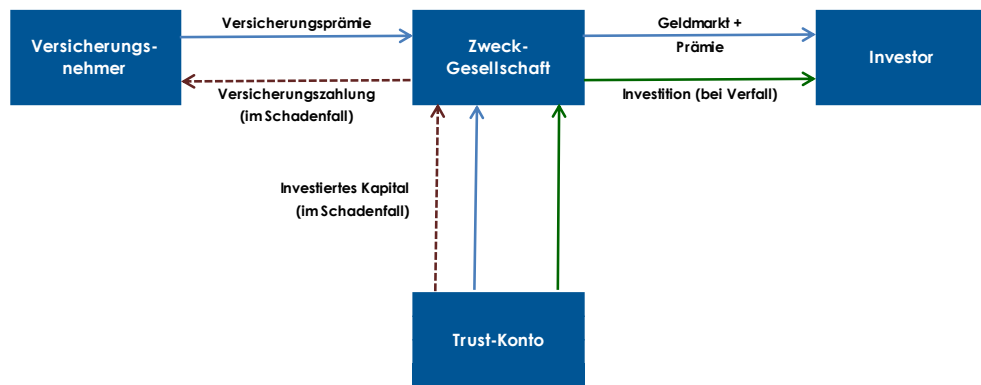 Versicherungs-
nehmer
Versicherungsprämie
Versicherungszahlung
(im Schadenfall)
Zweck-
Gesellschaft
Geldmarkt +
Prämie
Investition (bei Verfall)
Investor
Investiertes Kapital
(im Schadenfall)
Trust-Konto